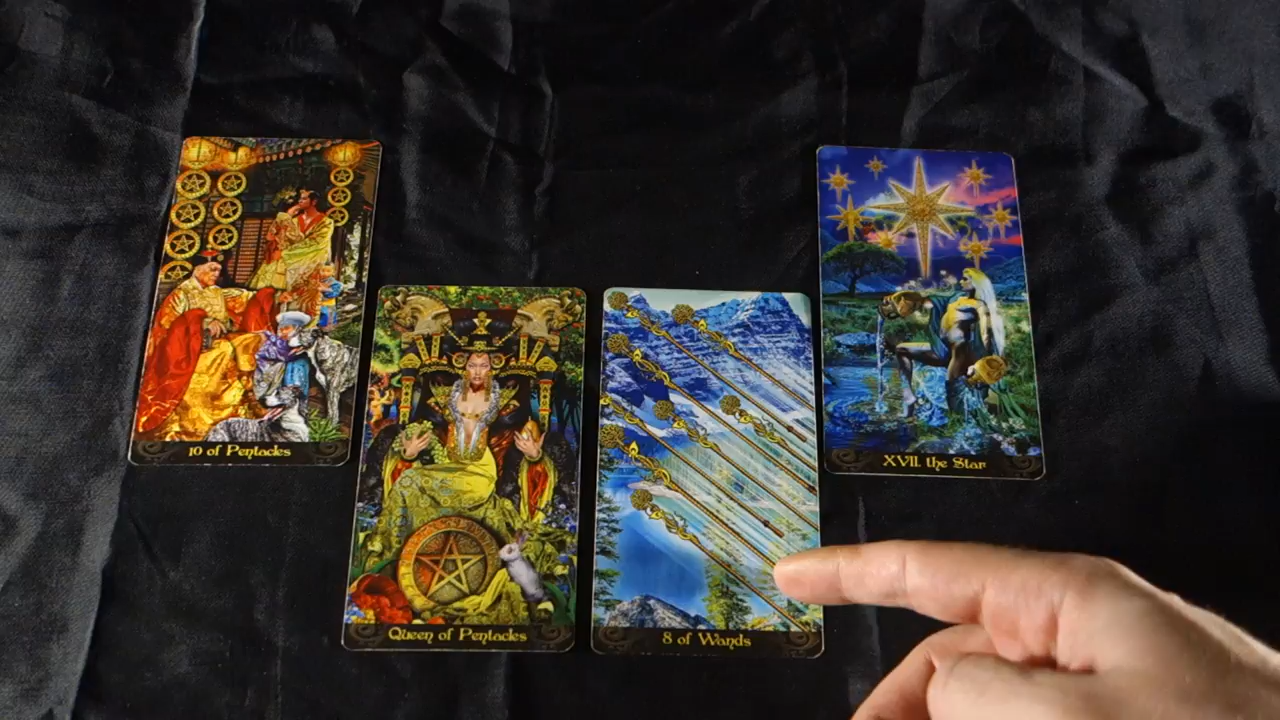 10 of Pentacles
Queen of Pentacles
8 of Wands
XVII. the Star